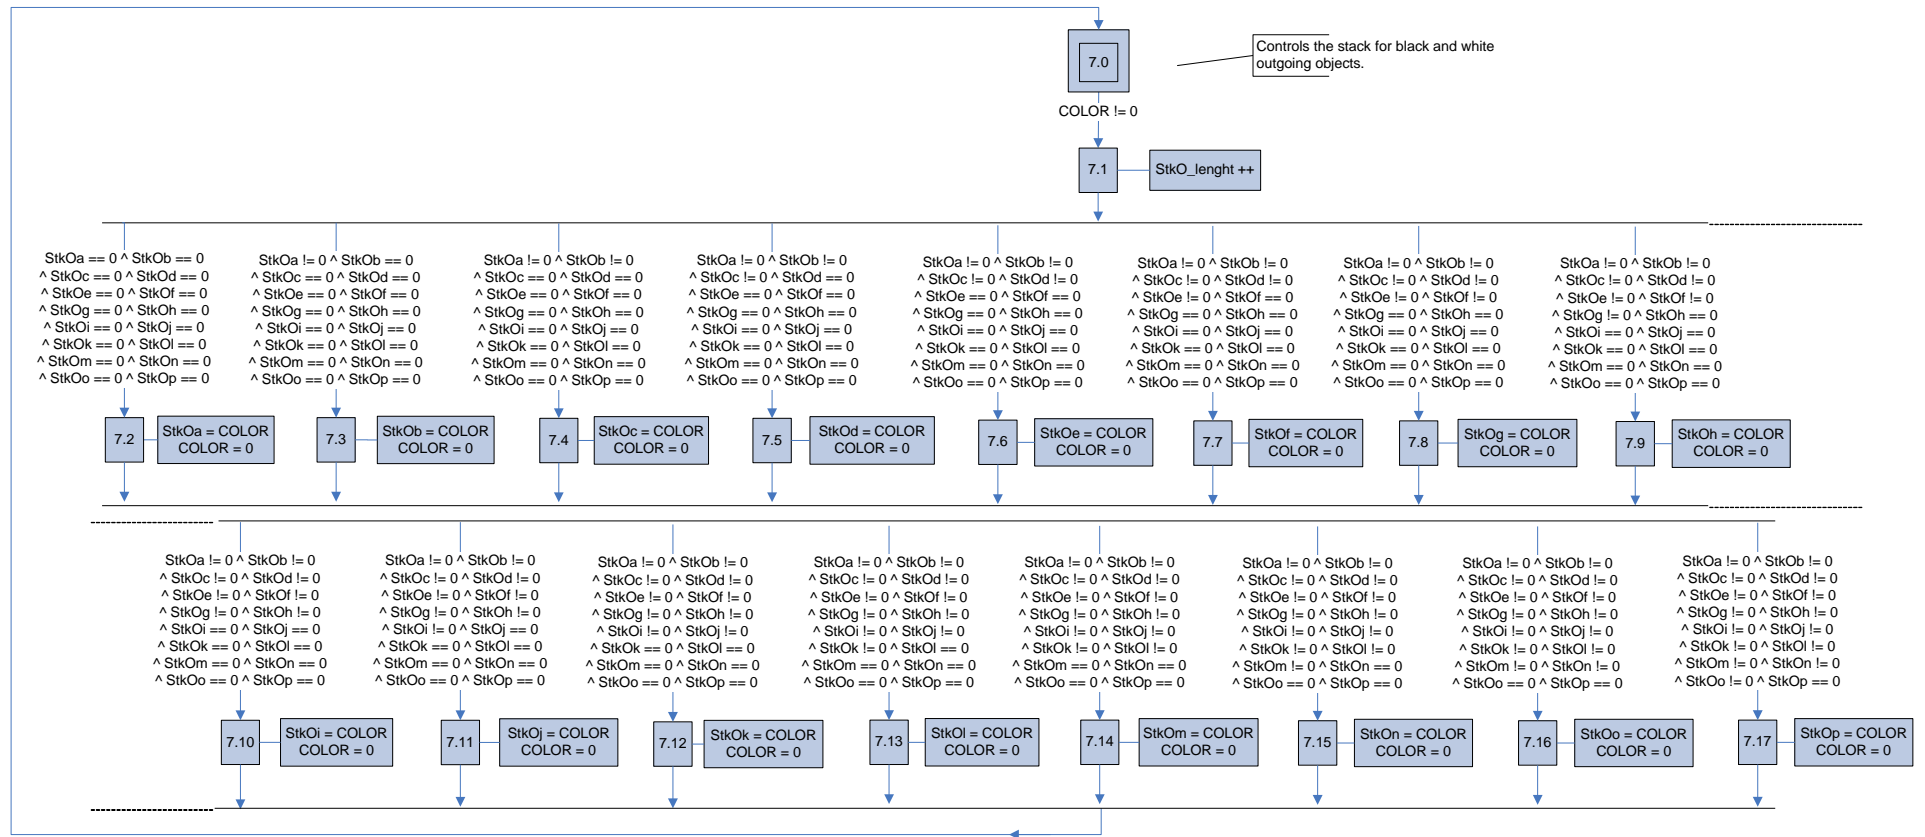 7.0
Controls the stack for black and white
outgoing objects.
COLOR != 0
7.1
StkO_lenght ++
StkOa == 0 ^ StkOb == 0
^ StkOc == 0 ^ StkOd == 0
^ StkOe == 0 ^ StkOf == 0
^ StkOg == 0 ^ StkOh == 0
^ StkOi == 0 ^ StkOj == 0
^ StkOk == 0 ^ StkOl == 0
^ StkOm == 0 ^ StkOn == 0
^ StkOo == 0 ^ StkOp == 0
StkOa != 0 ^ StkOb == 0
^ StkOc == 0 ^ StkOd == 0
^ StkOe == 0 ^ StkOf == 0
^ StkOg == 0 ^ StkOh == 0
^ StkOi == 0 ^ StkOj == 0
^ StkOk == 0 ^ StkOl == 0
^ StkOm == 0 ^ StkOn == 0
^ StkOo == 0 ^ StkOp == 0
StkOa != 0 ^ StkOb != 0
^ StkOc == 0 ^ StkOd == 0
^ StkOe == 0 ^ StkOf == 0
^ StkOg == 0 ^ StkOh == 0
^ StkOi == 0 ^ StkOj == 0
^ StkOk == 0 ^ StkOl == 0
^ StkOm == 0 ^ StkOn == 0
^ StkOo == 0 ^ StkOp == 0
StkOa != 0 ^ StkOb != 0
^ StkOc != 0 ^ StkOd == 0
^ StkOe == 0 ^ StkOf == 0
^ StkOg == 0 ^ StkOh == 0
^ StkOi == 0 ^ StkOj == 0
^ StkOk == 0 ^ StkOl == 0
^ StkOm == 0 ^ StkOn == 0
^ StkOo == 0 ^ StkOp == 0
StkOa != 0 ^ StkOb != 0
^ StkOc != 0 ^ StkOd != 0
^ StkOe == 0 ^ StkOf == 0
^ StkOg == 0 ^ StkOh == 0
^ StkOi == 0 ^ StkOj == 0
^ StkOk == 0 ^ StkOl == 0
^ StkOm == 0 ^ StkOn == 0
^ StkOo == 0 ^ StkOp == 0
StkOa != 0 ^ StkOb != 0
^ StkOc != 0 ^ StkOd != 0
^ StkOe != 0 ^ StkOf == 0
^ StkOg == 0 ^ StkOh == 0
^ StkOi == 0 ^ StkOj == 0
^ StkOk == 0 ^ StkOl == 0
^ StkOm == 0 ^ StkOn == 0
^ StkOo == 0 ^ StkOp == 0
StkOa != 0 ^ StkOb != 0
^ StkOc != 0 ^ StkOd != 0
^ StkOe != 0 ^ StkOf != 0
^ StkOg == 0 ^ StkOh == 0
^ StkOi == 0 ^ StkOj == 0
^ StkOk == 0 ^ StkOl == 0
^ StkOm == 0 ^ StkOn == 0
^ StkOo == 0 ^ StkOp == 0
StkOa != 0 ^ StkOb != 0
^ StkOc != 0 ^ StkOd != 0
^ StkOe != 0 ^ StkOf != 0
^ StkOg != 0 ^ StkOh == 0
^ StkOi == 0 ^ StkOj == 0
^ StkOk == 0 ^ StkOl == 0
^ StkOm == 0 ^ StkOn == 0
^ StkOo == 0 ^ StkOp == 0
7.2
StkOa = COLOR
COLOR = 0
7.3
StkOb = COLOR
COLOR = 0
7.4
StkOc = COLOR
COLOR = 0
7.5
StkOd = COLOR
COLOR = 0
7.6
StkOe = COLOR
COLOR = 0
7.7
StkOf = COLOR
COLOR = 0
7.8
StkOg = COLOR
COLOR = 0
7.9
StkOh = COLOR
COLOR = 0
StkOa != 0 ^ StkOb != 0
^ StkOc != 0 ^ StkOd != 0
^ StkOe != 0 ^ StkOf != 0
^ StkOg != 0 ^ StkOh != 0
^ StkOi == 0 ^ StkOj == 0
^ StkOk == 0 ^ StkOl == 0
^ StkOm == 0 ^ StkOn == 0
^ StkOo == 0 ^ StkOp == 0
StkOa != 0 ^ StkOb != 0
^ StkOc != 0 ^ StkOd != 0
^ StkOe != 0 ^ StkOf != 0
^ StkOg != 0 ^ StkOh != 0
^ StkOi != 0 ^ StkOj == 0
^ StkOk == 0 ^ StkOl == 0
^ StkOm == 0 ^ StkOn == 0
^ StkOo == 0 ^ StkOp == 0
StkOa != 0 ^ StkOb != 0
^ StkOc != 0 ^ StkOd != 0
^ StkOe != 0 ^ StkOf != 0
^ StkOg != 0 ^ StkOh != 0
^ StkOi != 0 ^ StkOj != 0
^ StkOk == 0 ^ StkOl == 0
^ StkOm == 0 ^ StkOn == 0
^ StkOo == 0 ^ StkOp == 0
StkOa != 0 ^ StkOb != 0
^ StkOc != 0 ^ StkOd != 0
^ StkOe != 0 ^ StkOf != 0
^ StkOg != 0 ^ StkOh != 0
^ StkOi != 0 ^ StkOj != 0
^ StkOk != 0 ^ StkOl == 0
^ StkOm == 0 ^ StkOn == 0
^ StkOo == 0 ^ StkOp == 0
StkOa != 0 ^ StkOb != 0
^ StkOc != 0 ^ StkOd != 0
^ StkOe != 0 ^ StkOf != 0
^ StkOg != 0 ^ StkOh != 0
^ StkOi != 0 ^ StkOj != 0
^ StkOk != 0 ^ StkOl != 0
^ StkOm == 0 ^ StkOn == 0
^ StkOo == 0 ^ StkOp == 0
StkOa != 0 ^ StkOb != 0
^ StkOc != 0 ^ StkOd != 0
^ StkOe != 0 ^ StkOf != 0
^ StkOg != 0 ^ StkOh != 0
^ StkOi != 0 ^ StkOj != 0
^ StkOk != 0 ^ StkOl != 0
^ StkOm != 0 ^ StkOn == 0
^ StkOo == 0 ^ StkOp == 0
StkOa != 0 ^ StkOb != 0
^ StkOc != 0 ^ StkOd != 0
^ StkOe != 0 ^ StkOf != 0
^ StkOg != 0 ^ StkOh != 0
^ StkOi != 0 ^ StkOj != 0
^ StkOk != 0 ^ StkOl != 0
^ StkOm != 0 ^ StkOn != 0
^ StkOo == 0 ^ StkOp == 0
StkOa != 0 ^ StkOb != 0
^ StkOc != 0 ^ StkOd != 0
^ StkOe != 0 ^ StkOf != 0
^ StkOg != 0 ^ StkOh != 0
^ StkOi != 0 ^ StkOj != 0
^ StkOk != 0 ^ StkOl != 0
^ StkOm != 0 ^ StkOn != 0
^ StkOo != 0 ^ StkOp == 0
7.10
StkOi = COLOR
COLOR = 0
7.11
StkOj = COLOR
COLOR = 0
7.12
StkOk = COLOR
COLOR = 0
7.13
StkOl = COLOR
COLOR = 0
7.14
StkOm = COLOR
COLOR = 0
7.15
StkOn = COLOR
COLOR = 0
7.16
StkOo = COLOR
COLOR = 0
7.17
StkOp = COLOR
COLOR = 0